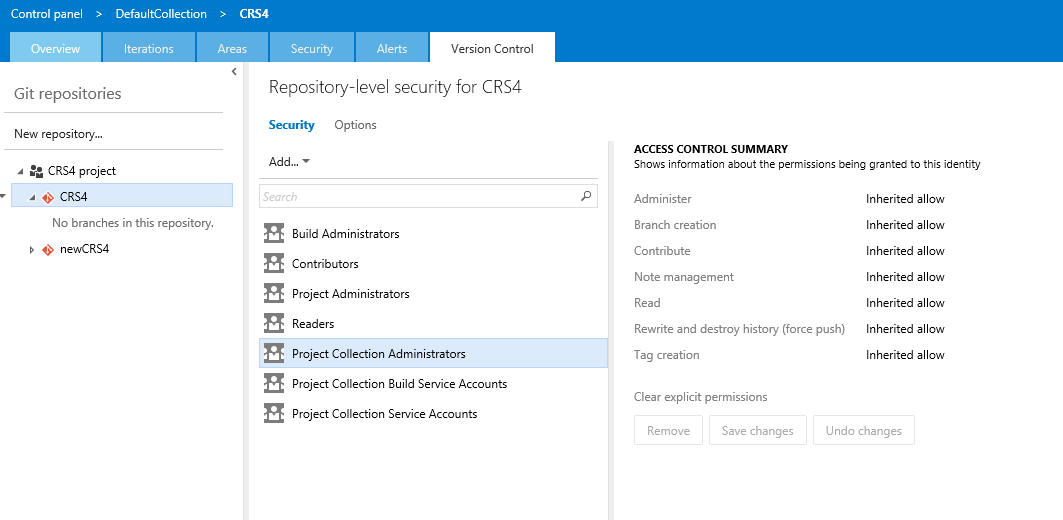 Control panel > DefaultCollection > CRS4
Overview Iterations Areas Security Alerts Version Control
Git repositories
New repository...
CRS4 project
CRS4
No branches in this repository.
newCRS4
Repository-level security for CRS4
Security Options
Add...
Search
Build Administrators
Contributors
Project Administrators
Readers
Project Collection Administrators
Project Collection Build Service Accounts
Project Collection Service Accounts
ACCESS CONTROL SUMMARY
Shows information about the permissions being granted to this identity
Administer Inherited allow
Branch creation Inherited allow
Contribute Inherited allow
Note management Inherited allow
Read Inherited allow
Rewrite and destroy history (force push) Inherited allow
Tag creation Inherited allow
Clear explicit permissions
Remove Save changes Undo changes